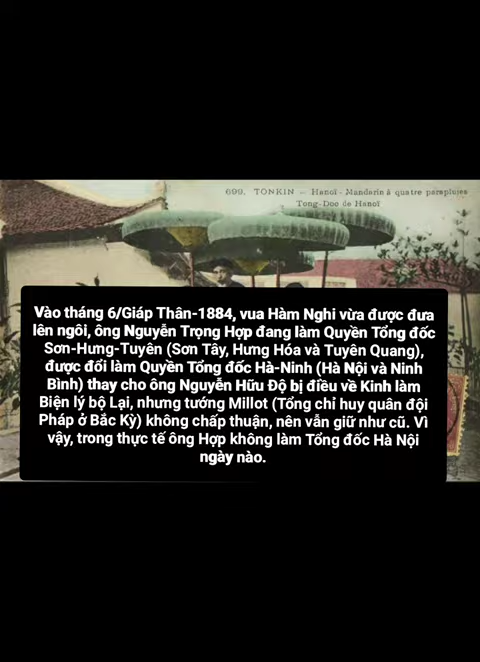 699. TONKIN — Hanoï - Mandarin à quatre parapluies
Tong-Doc de Hanoï
Vào tháng 6/Giáp Thân-1884, vua Hàm Nghi vừa được đưa
lên ngôi, ông Nguyễn Trọng Hợp đang làm Quyền Tổng đốc
Sơn-Hưng-Tuyên (Sơn Tây, Hưng Hóa và Tuyên Quang),
được đổi làm Quyền Tổng đốc Hà-Ninh (Hà Nội và Ninh
Bình) thay cho ông Nguyễn Hữu Độ bị điều về Kinh làm
Biện lý bộ Lại, nhưng tướng Millot (Tổng chỉ huy quân đội
Pháp ở Bắc Kỳ) không chấp thuận, nên vẫn giữ như cũ. Vì
vậy, trong thực tế ông Hợp không làm Tổng đốc Hà Nội
ngày nào.